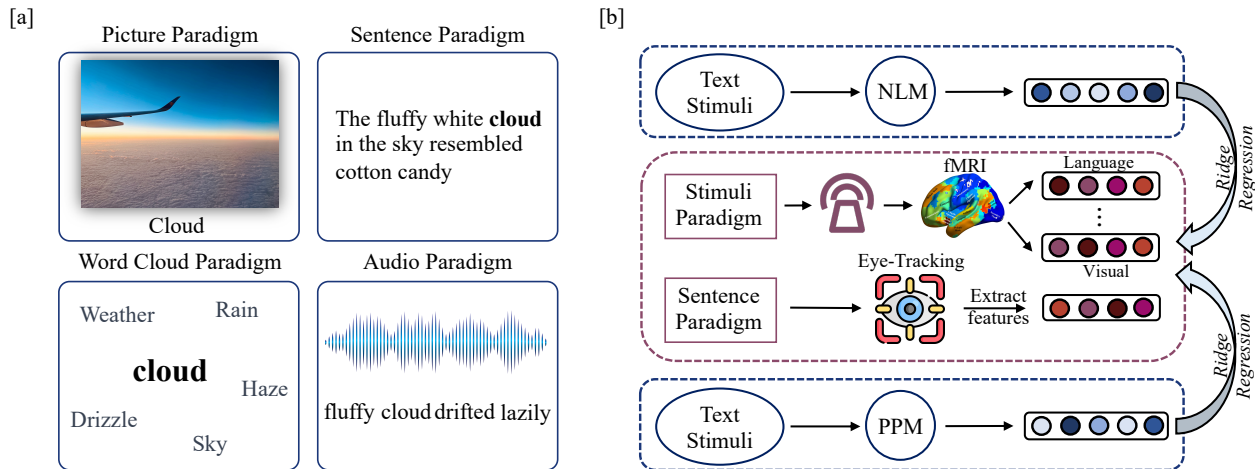 [a]
Picture Paradigm
Cloud
Sentence Paradigm
The fluffy white cloud
in the sky resembled
cotton candy
Word Cloud Paradigm
Weather
Rain
cloud
Haze
Drizzle
Sky
Audio Paradigm
fluffy cloud drifted lazily
[b]
Text
Stimuli
NLM
Ridge
Regression
Stimuli
Paradigm
fMRI
Language
Visual
Sentence
Paradigm
Eye-Tracking
Extract
features
Text
Stimuli
PPM
Ridge
Regression